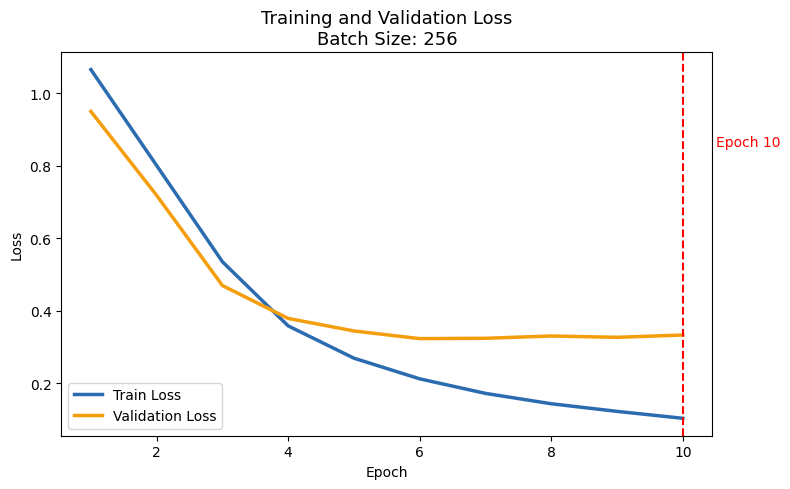 Training and Validation Loss
Batch Size: 256
1.0
0.8
0.6
0.4
0.2
Loss
Epoch 10
Train Loss
Validation Loss
2
4
6
8
10
Epoch